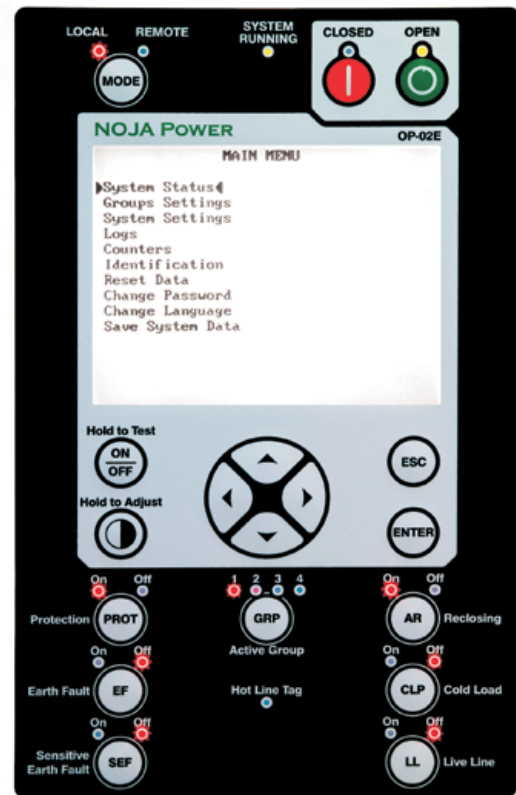 LOCAL REMOTE
SYSTEM
RUNNING
CLOSED OPEN
MODE
NOJA POWER
OP-02E
MAIN MENU
System Status
Groups Settings
System Settings
Logs
Counters
Identification
Reset Data
Change Password
Change Language
Save System Data
Hold to Test
ON
OFF
ESC
Hold to Adjust
ENTER
On Off
1 2 3 4
On Off
Protection PROT
GRP
AR Reclosing
Active Group
On Off
On Off
Earth Fault EF
Hot Line Tag
CLP Cold Load
On Off
On Off
Sensitive
Earth Fault
SEF
LL Live Line